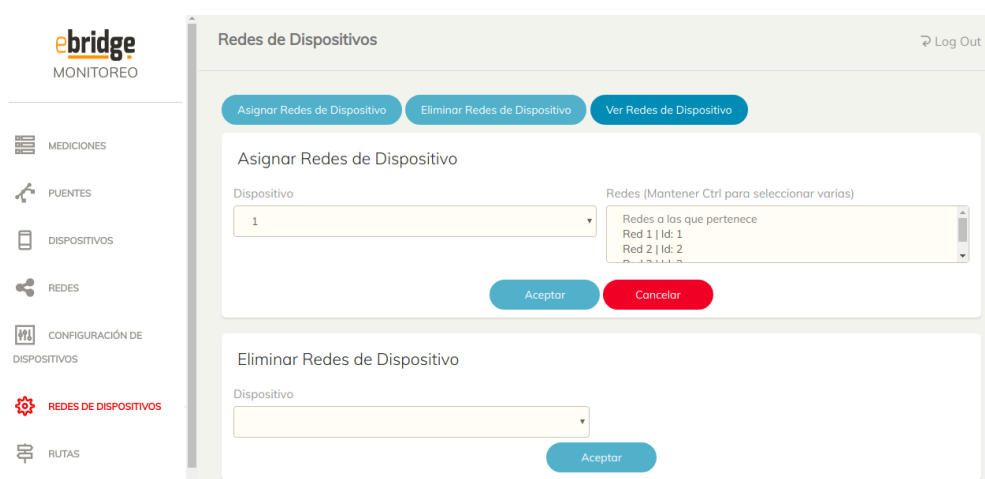 ebridge
MONITOREO
MEDICIONES
PUENTES
DISPOSITIVOS
REDES
CONFIGURACIÓN DE
DISPOSITIVOS
REDES DE DISPOSITIVOS
RUTAS
Redes de Dispositivos
Log Out
Asignar Redes de Dispositivo
Eliminar Redes de Dispositivo
Ver Redes de Dispositivo
Asignar Redes de Dispositivo
Dispositivo
1
Redes (Mantener Ctrl para seleccionar varias)
Redes a las que pertenece
Red 1 | Id: 1
Red 2 | Id: 2
Aceptar
Cancelar
Eliminar Redes de Dispositivo
Dispositivo
Aceptar